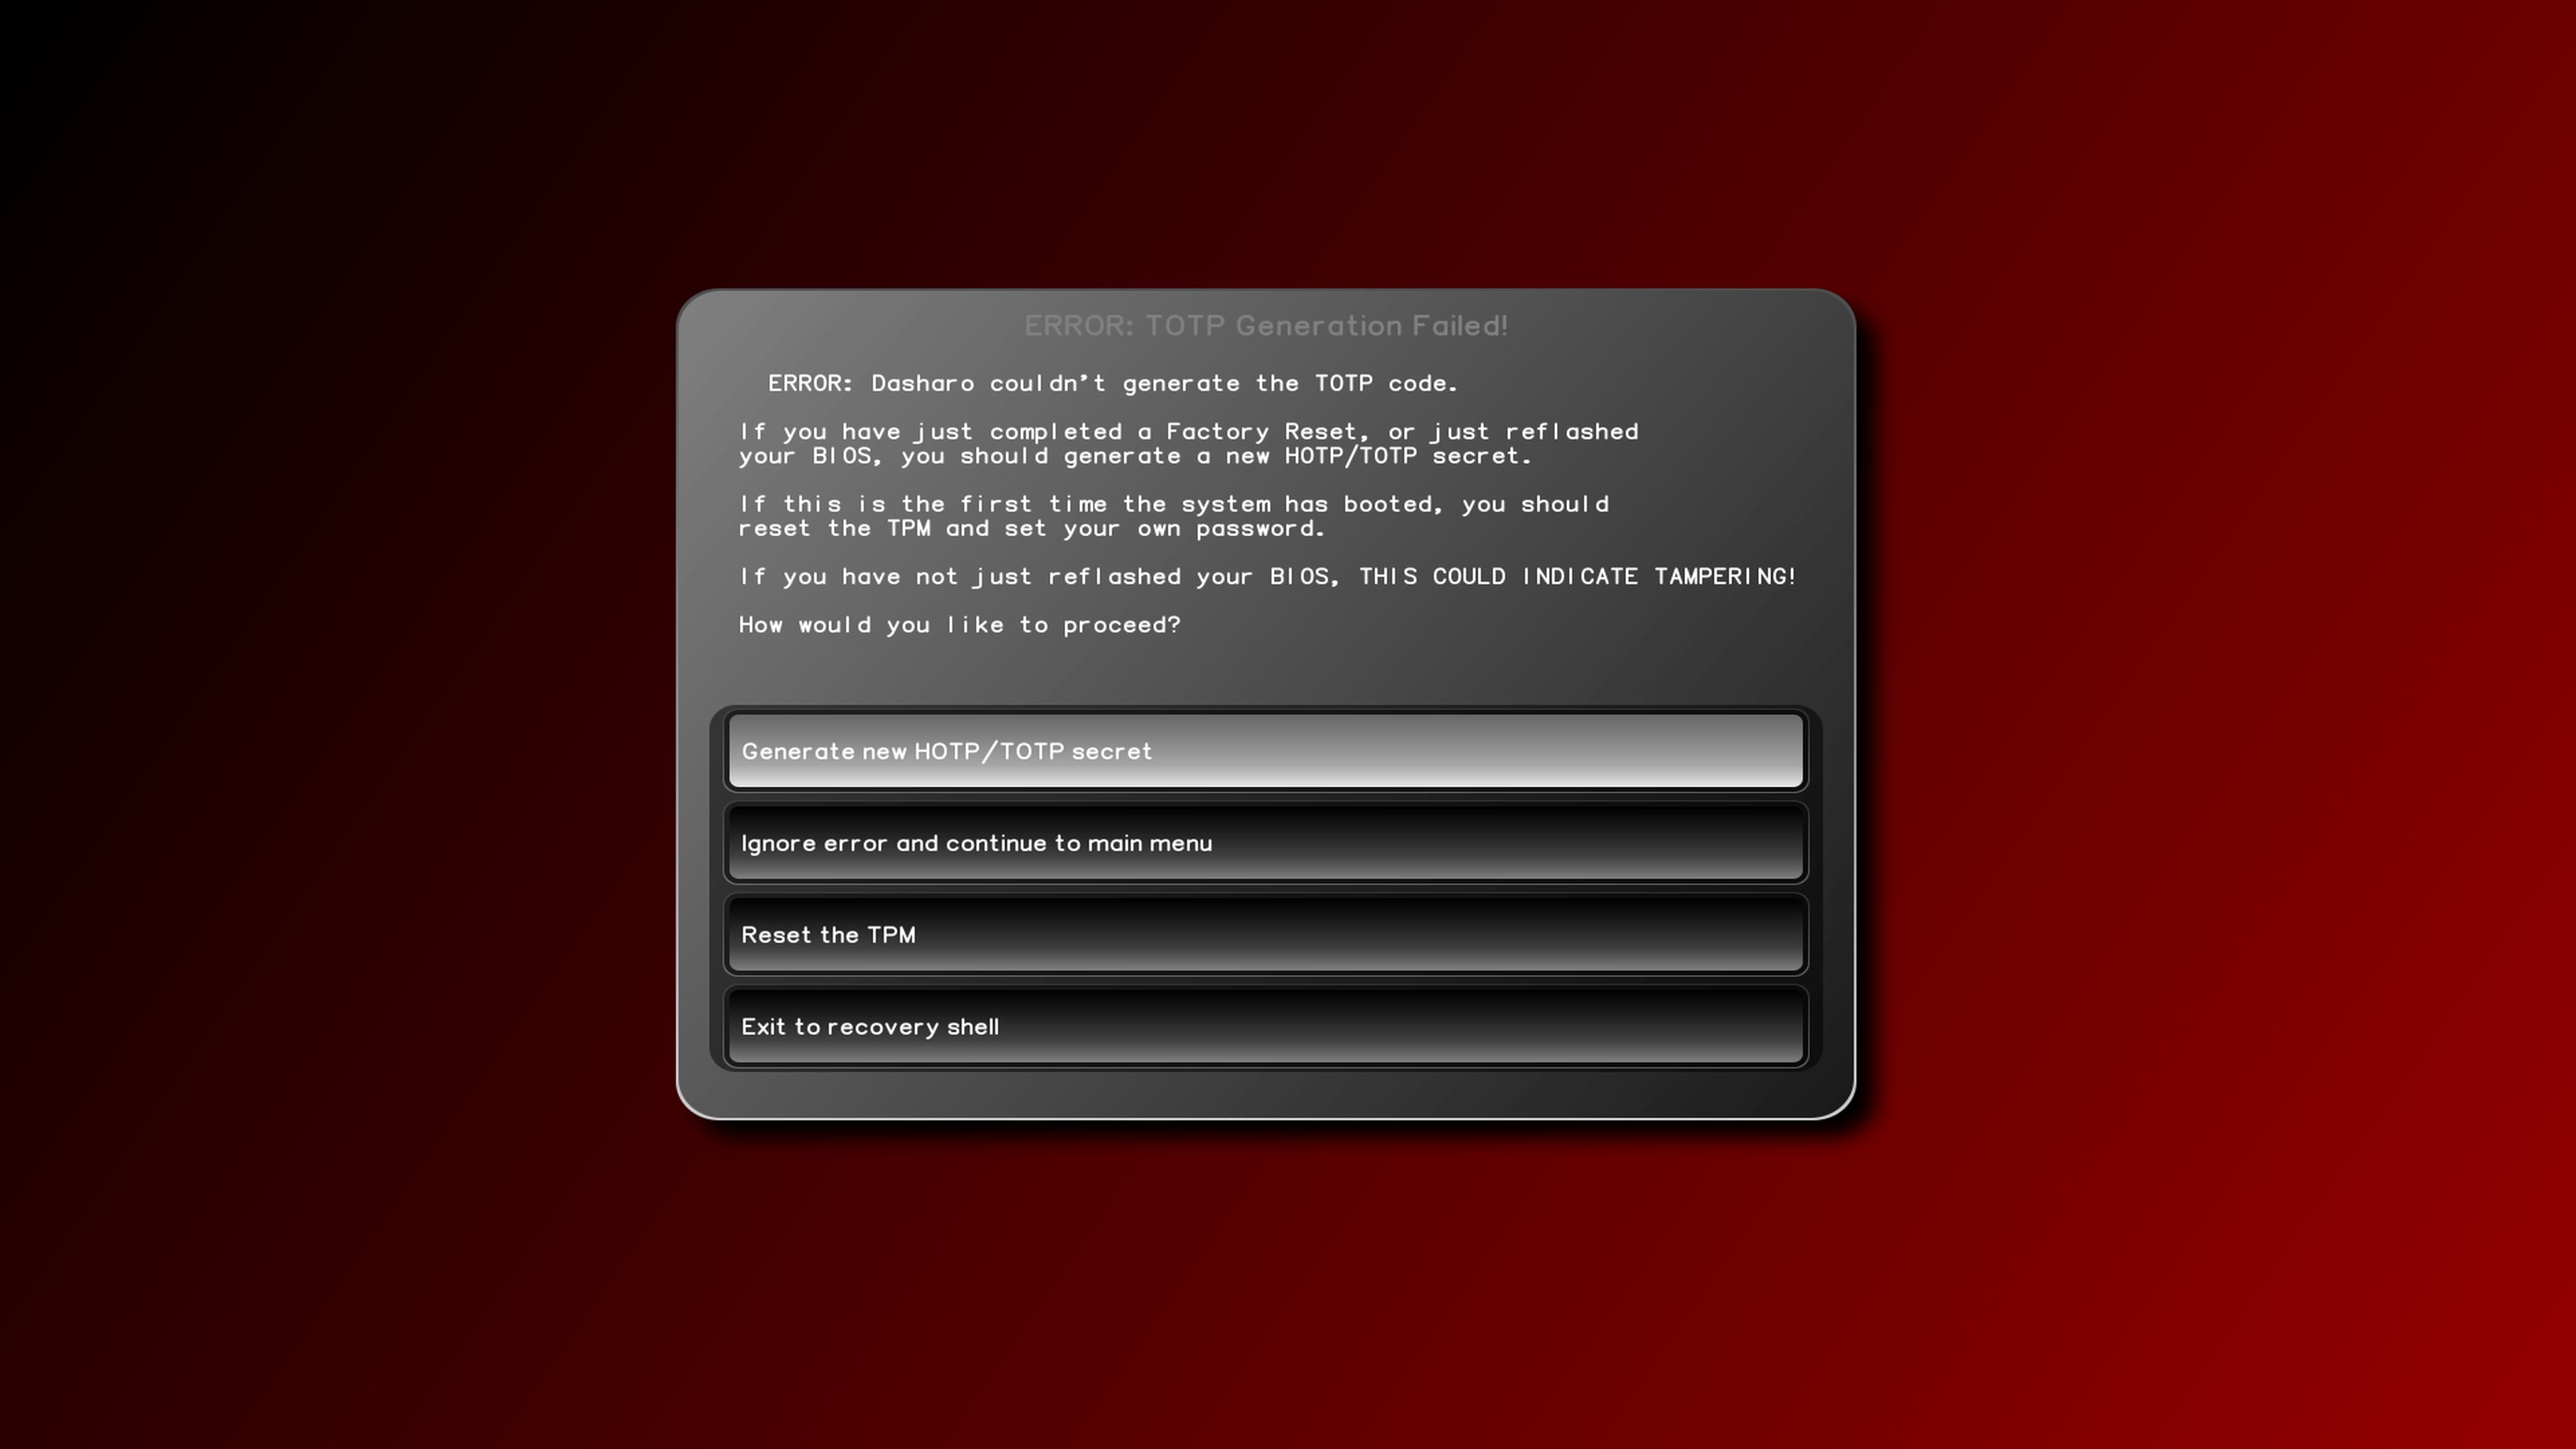 ERROR: TOTP Generation Failed!
ERROR: Dasharo couldn't generate the TOTP code.
If you have just completed a Factory Reset, or just reflashed
your BIOS, you should generate a new HOTP/TOTP secret.
If this is the first time the system has booted, you should
reset the TPM and set your own password.
If you have not just reflashed your BIOS, THIS COULD INDICATE TAMPERING!
How would you like to proceed?
Generate new HOTP/TOTP secret
Ignore error and continue to main menu
Reset the TPM
Exit to recovery shell